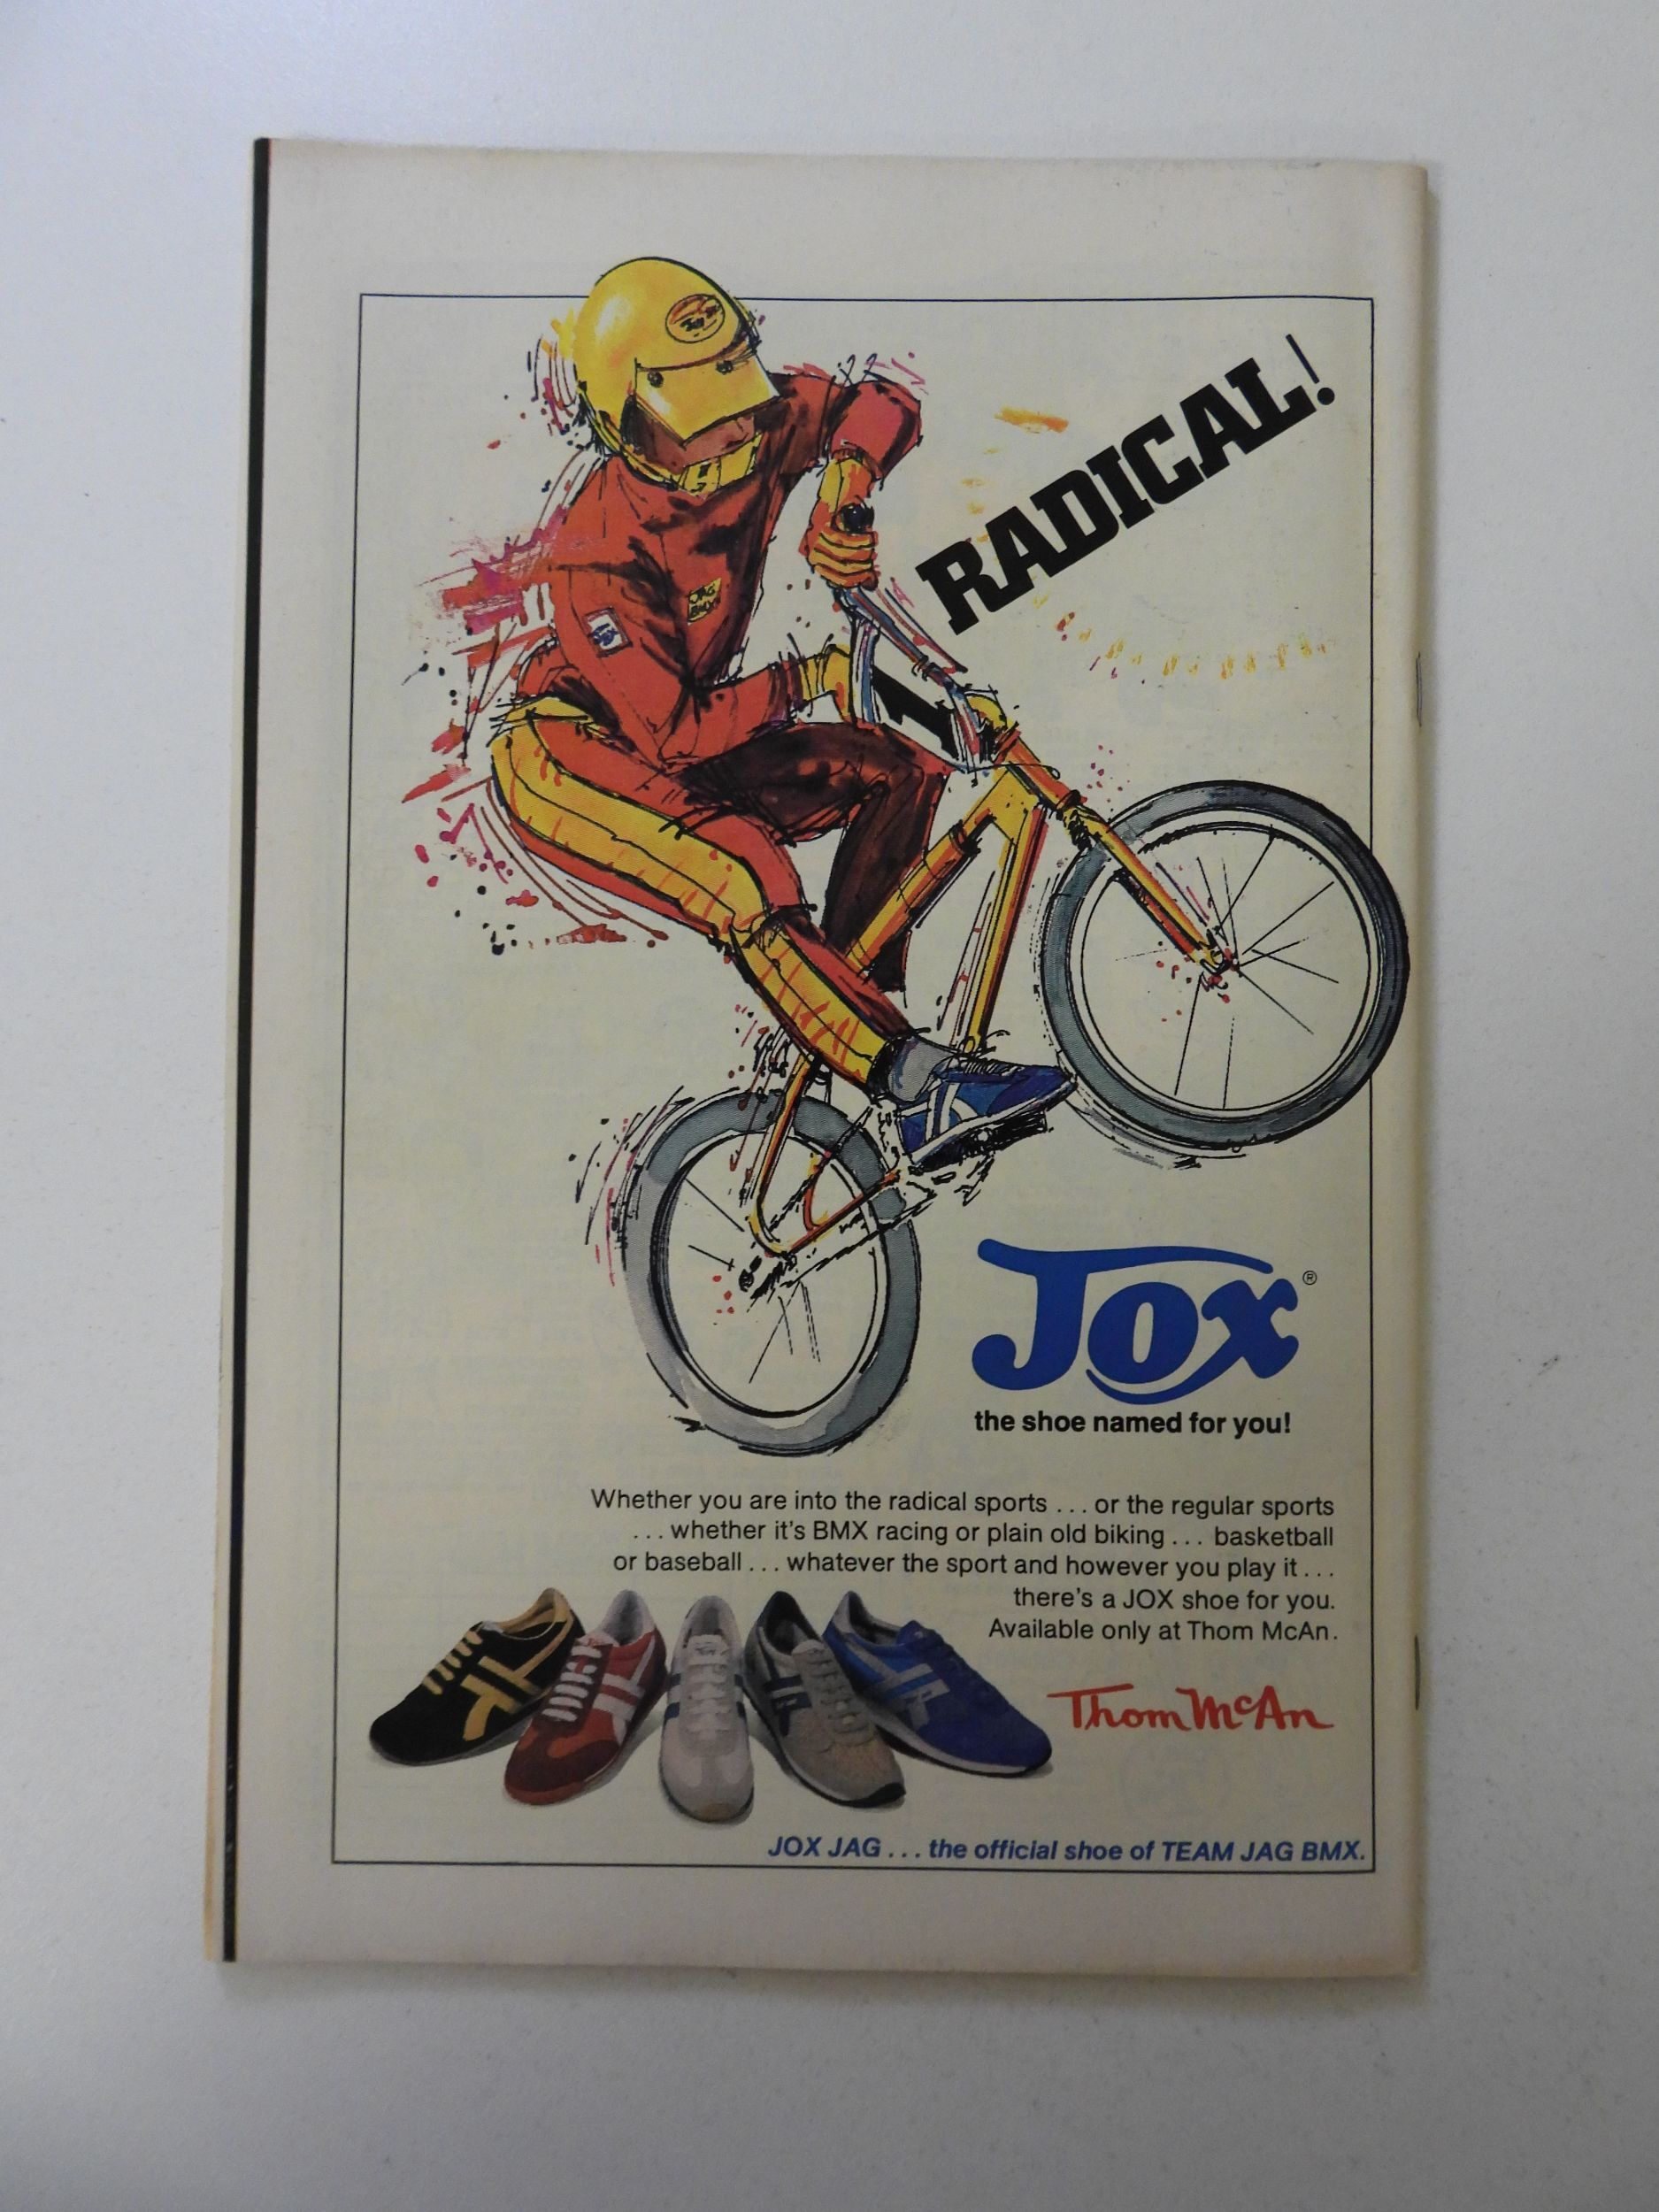 RADICAL!
JAG
BMX
1
Jox®
the shoe named for you!
Whether you are into the radical sports . . . or the regular sports
. . . whether it's BMX racing or plain old biking . . . basketball
or baseball . . . whatever the sport and however you play it . . .
there's a JOX shoe for you.
Available only at Thom McAn.
Thom McAn
JOX JAG . . . the official shoe of TEAM JAG BMX.